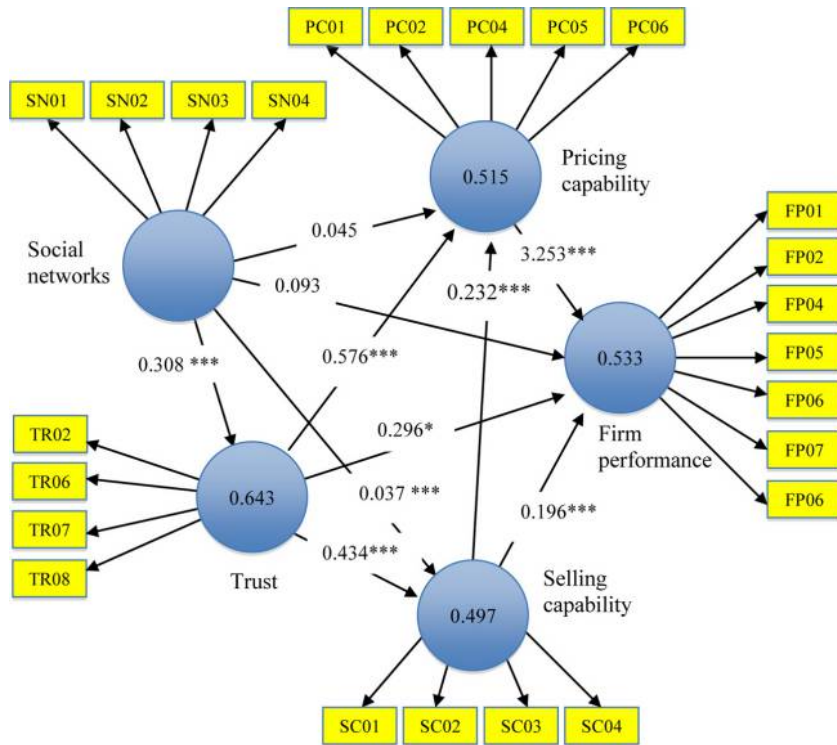 PC01 PC02 PC04 PC05 PC06
SN01 SN02 SN03 SN04
Pricing
capability
0.515
FP01
Social
networks
0.045
3.253***
FP02
0.093
0.232***
FP04
0.308 ***
0.576***
0.533
FP05
FP06
TR02
0.296*
Firm
performance
FP07
TR06
0.643
0.037 ***
0.196***
FP06
TR07
0.434***
TR08
Trust
Selling
capability
0.497
SC01 SC02 SC03 SC04